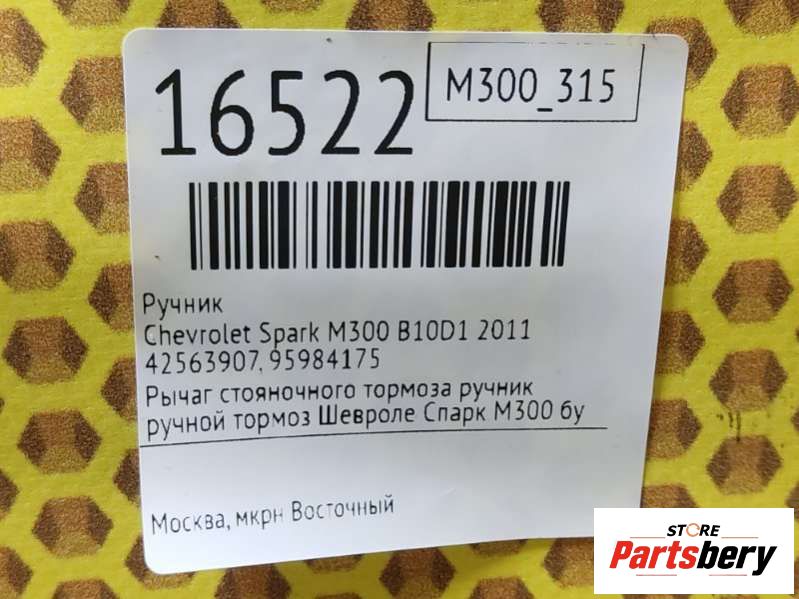 16522
M300_315
Ручник
Chevrolet Spark M300 B10D1 2011
42563907, 95984175
Рычаг стояночного тормоза ручник
ручной тормоз Шевроле Спарк М300 бу
Москва, мкрн Восточный
STORE
Partsbery